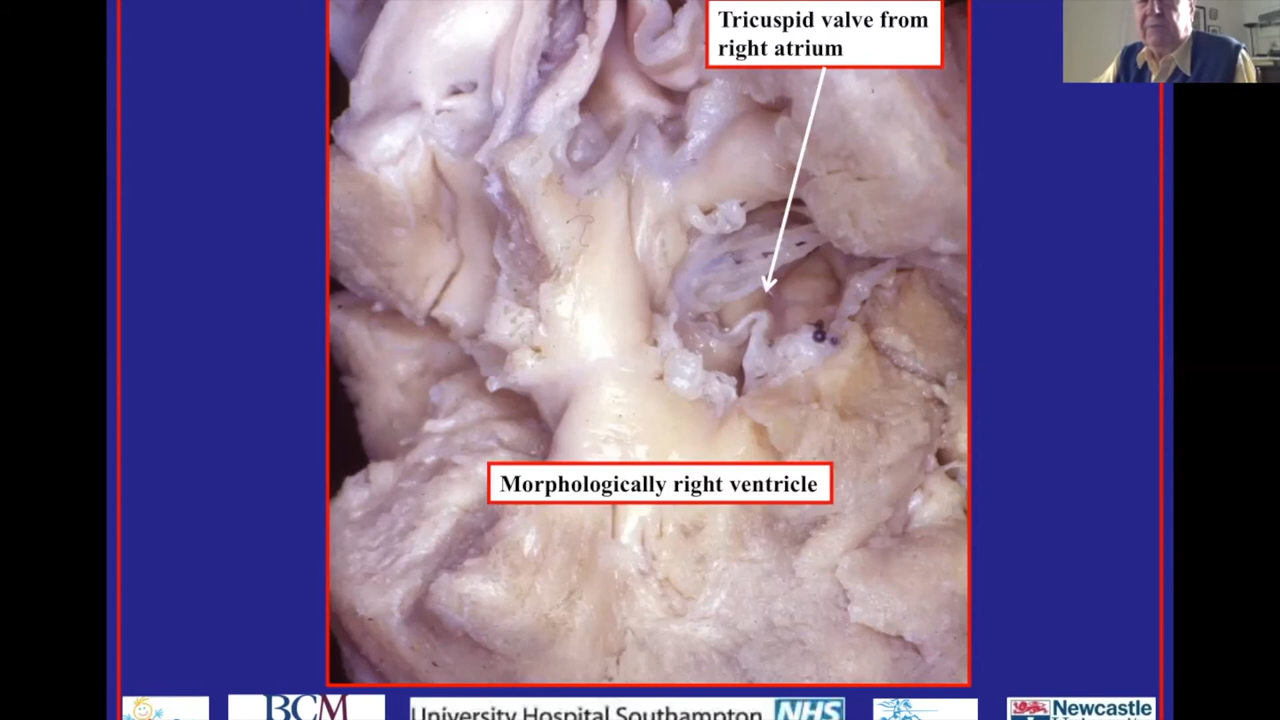 Tricuspid valve from
right atrium
Morphologically right ventricle
BCM
University Hospital Southampton
NHS
Newcastle